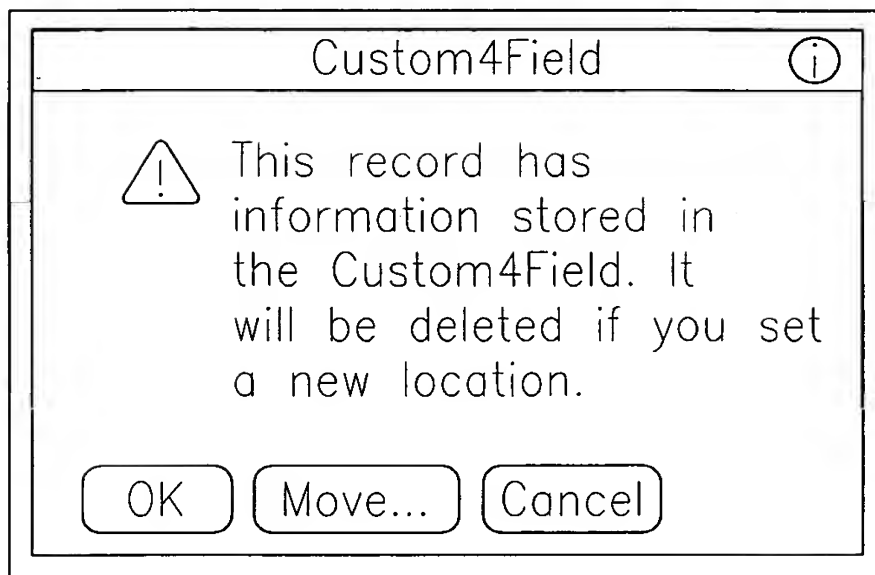 Custom4Field i
! This record has
information stored in
the Custom4Field. It
will be deleted if you set
a new location.
OK Move... Cancel